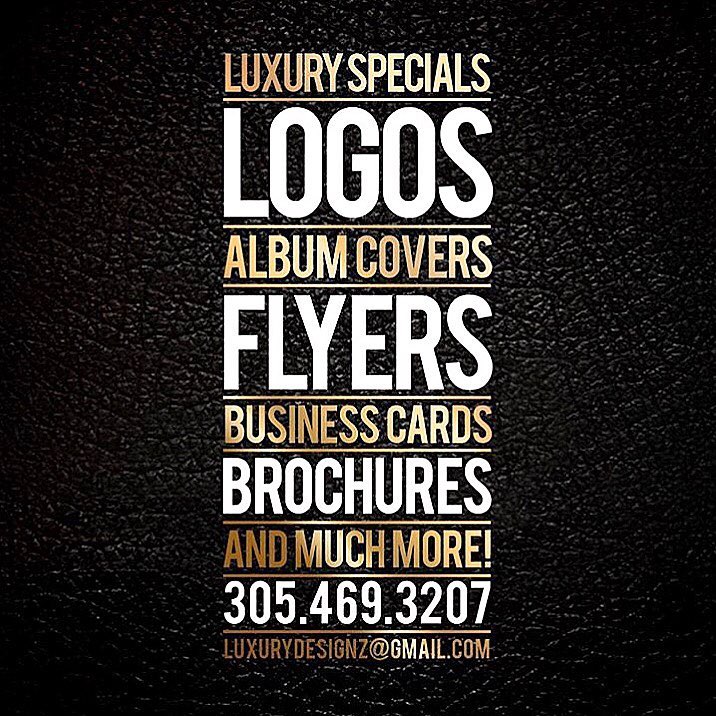 LUXURY SPECIALS
LOGOS
ALBUM COVERS
FLYERS
BUSINESS CARDS
BROCHURES
AND MUCH MORE!
305.469.3207
LUXURYDESIGNZ@GMAIL.COM